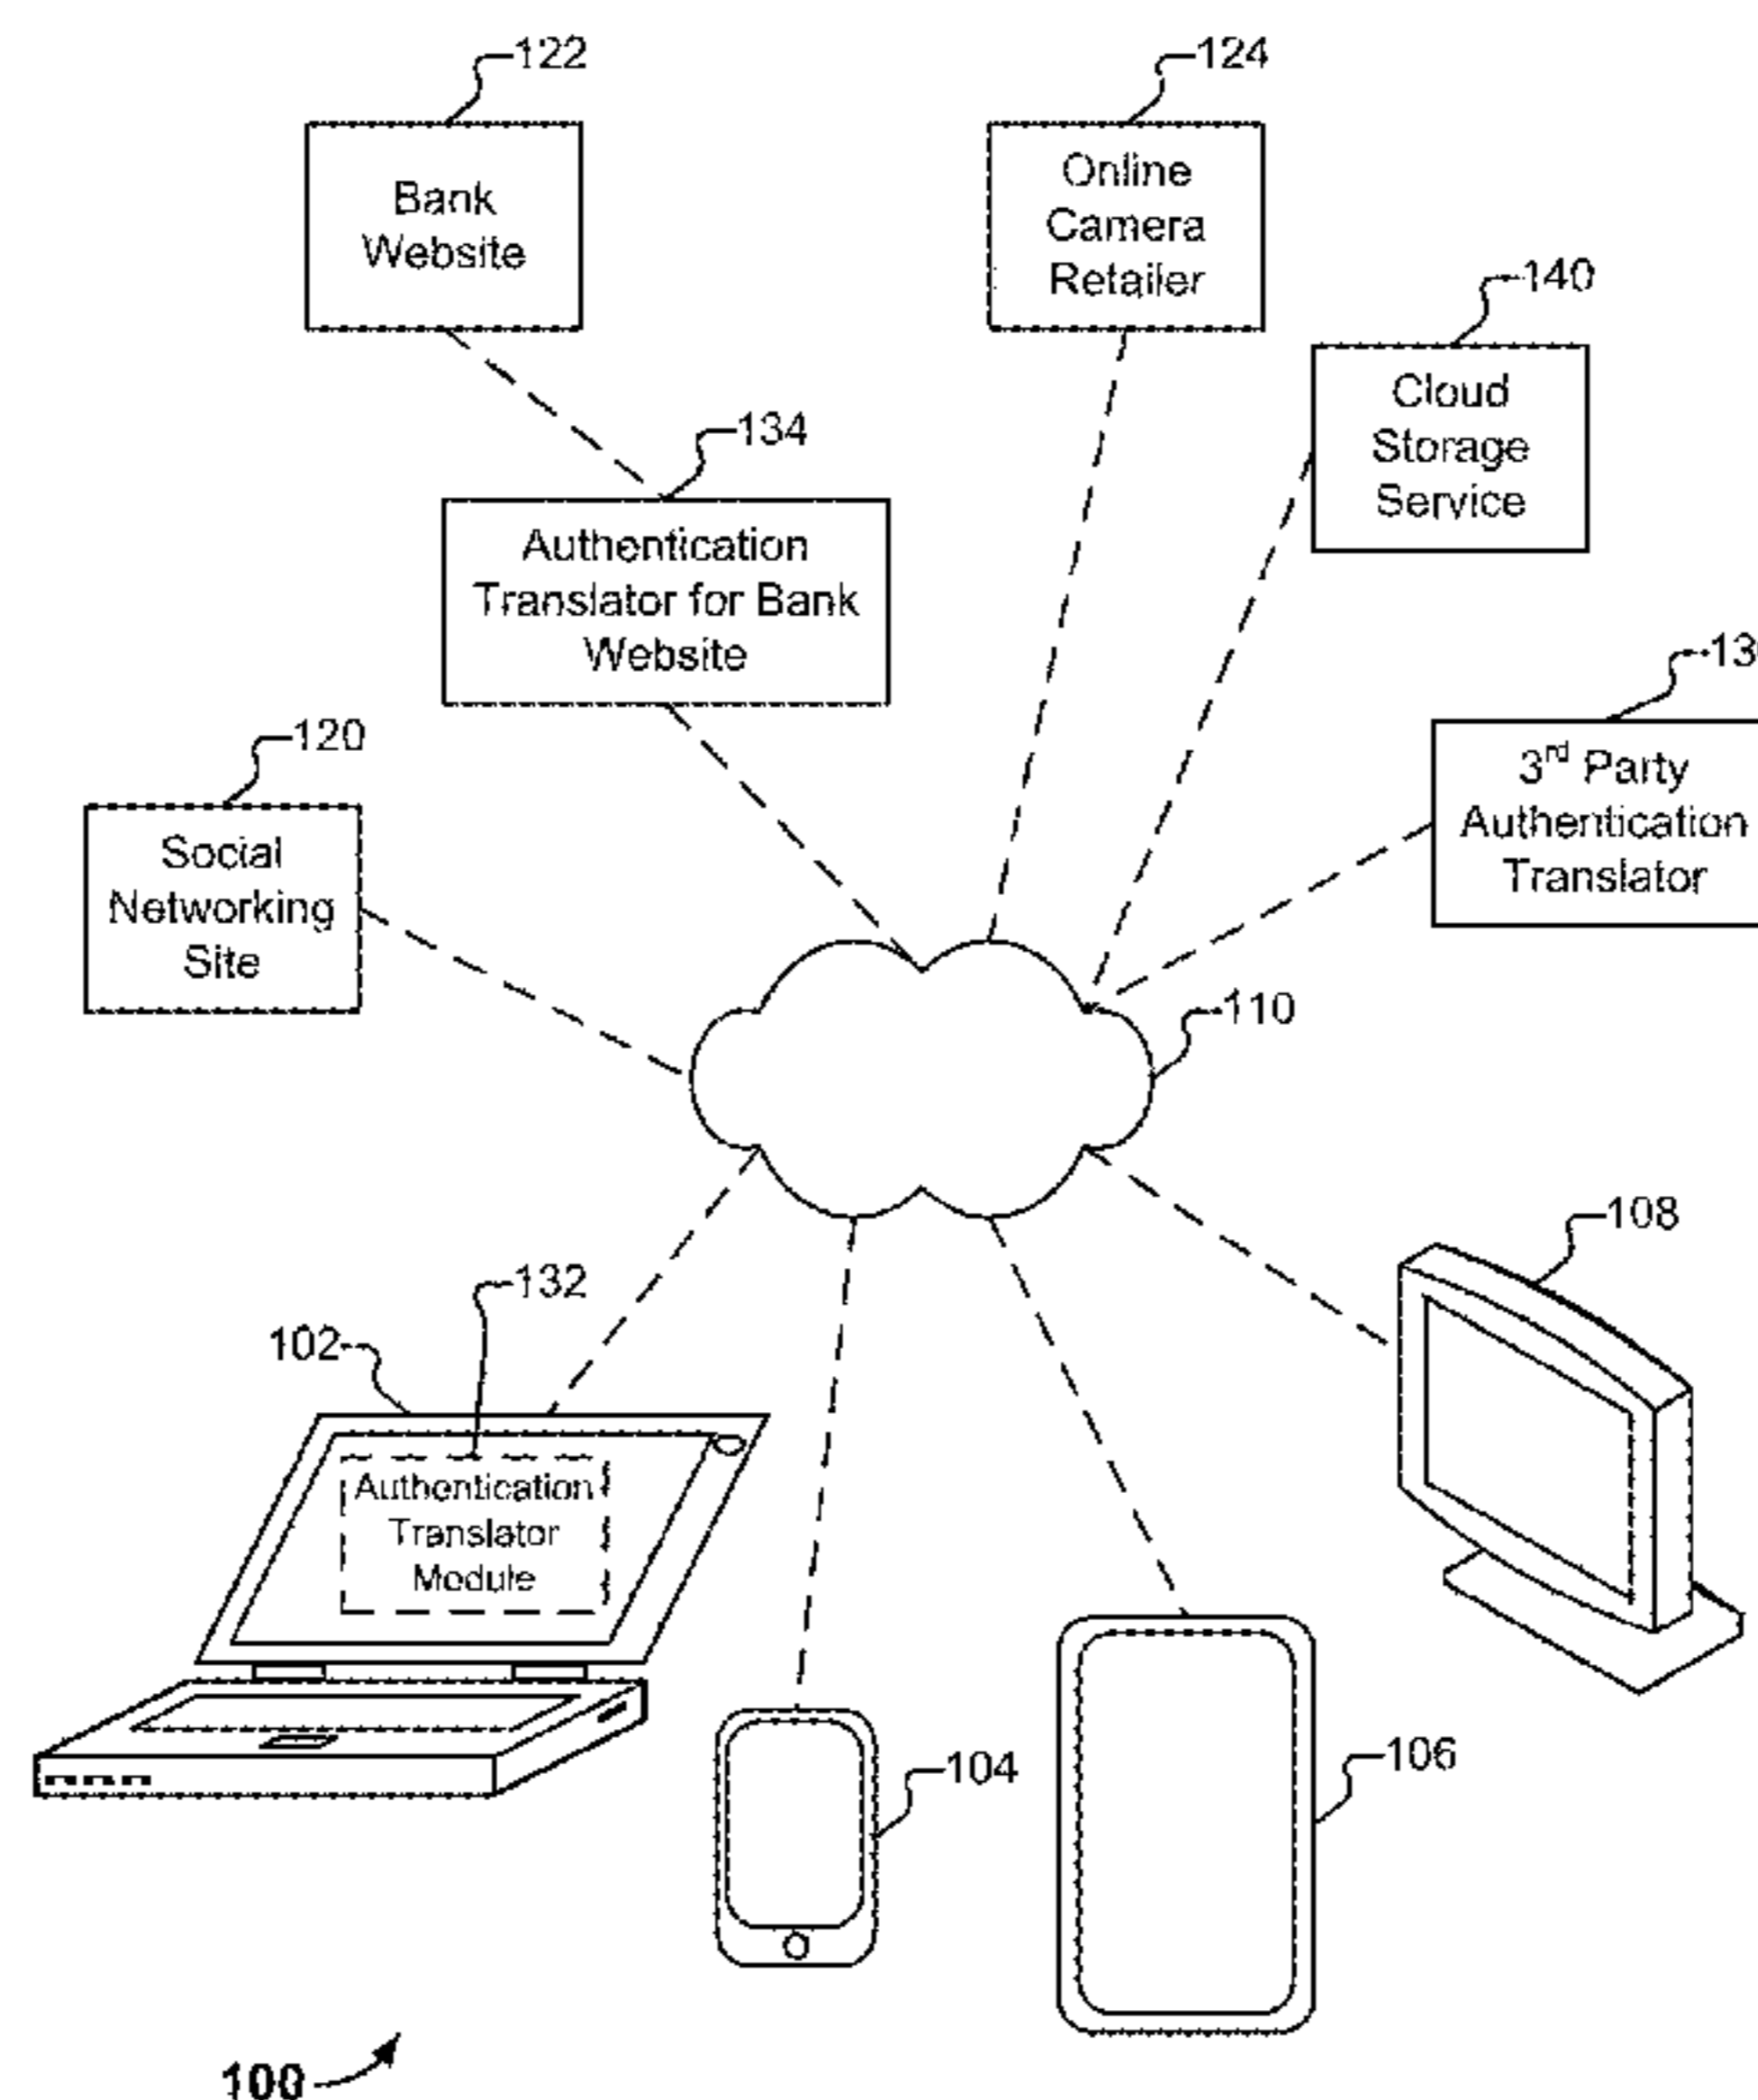 122
Bank
Website
124
Online
Camera
Retailer
140
Cloud
Storage
Service
134
Authentication
Translator for Bank
Website
120
Social
Networking
Site
3rd Party
Authentication
Translator
110
108
132
102
Authentication
Translator
Module
104
106
100